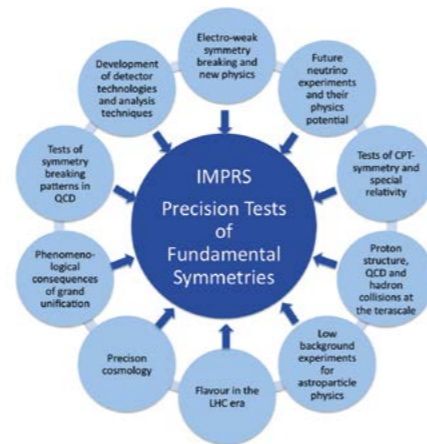 IMPRS
Precision Tests
of
Fundamental
Symmetries
Electro-weak
symmetry
breaking and
new physics
Future
neutrino
experiments
and their
physics
potential
Tests of CPT-
symmetry and
special
relativity
Proton
structure,
QCD and
hadron
collisions at
the terascale
Low
background
experiments
for
astroparticle
physics
Flavour in the
LHC era
Precison
cosmology
Phenomeno-
logical
consequences
of grand
unification
Tests of
symmetry
breaking
patterns in
QCD
Development
of detector
technologies
and analysis
techniques